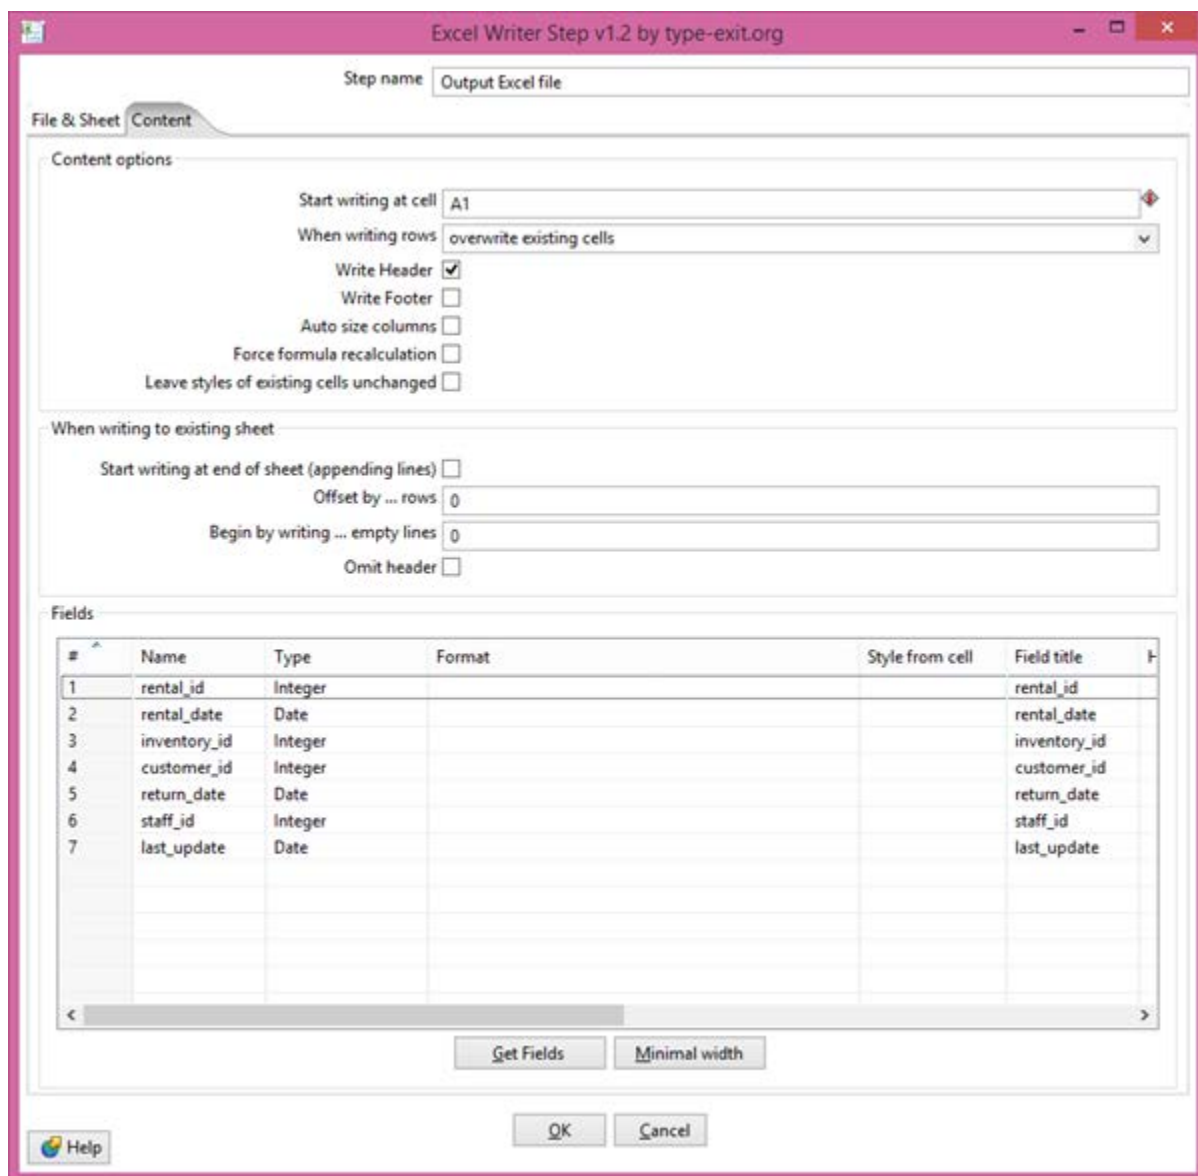 Excel Writer Step v1.2 by type-exit.org
Step name Output Excel file
File & Sheet Content
Content options
Start writing at cell A1
When writing rows overwrite existing cells
Write Header
Write Footer
Auto size columns
Force formula recalculation
Leave styles of existing cells unchanged
When writing to existing sheet
Start writing at end of sheet (appending lines)
Offset by ... rows 0
Begin by writing ... empty lines 0
Omit header
Fields
# Name Type Format Style from cell Field title H
1 rental_id Integer rental_id
2 rental_date Date rental_date
3 inventory_id Integer inventory_id
4 customer_id Integer customer_id
5 return_date Date return_date
6 staff_id Integer staff_id
7 last_update Date last_update
Get Fields Minimal width
OK Cancel
Help